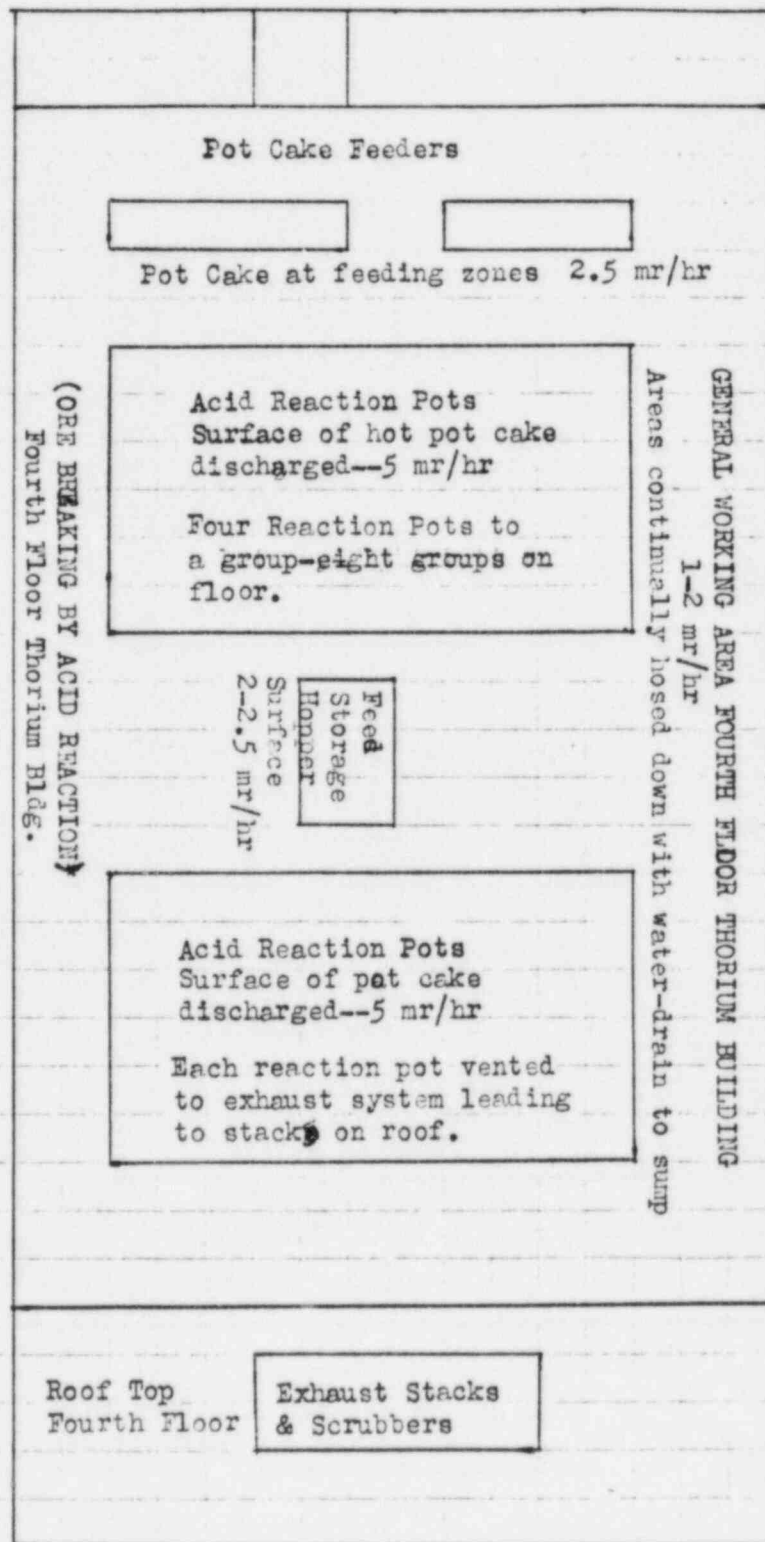 Pot Cake Feeders
Pot Cake at feeding zones 2.5 mr/hr
Acid Reaction Pots
Surface of hot pot cake
discharged--5 mr/hr
Four Reaction Pots to
a group-eight groups on
floor.
GENERAL WORKING AREA FOURTH FLOOR THORIUM BUILDING
1-2 mr/hr
Areas continually hosed down with water-drain to sump
(ORE BREAKING BY ACID REACTION)
Fourth Floor Thorium Bldg.
Feed
Storage
Hopper
Surface
2-2.5 mr/hr
Acid Reaction Pots
Surface of pot cake
discharged--5 mr/hr
Each reaction pot vented
to exhaust system leading
to stacks on roof.
Roof Top
Fourth Floor
Exhaust Stacks
& Scrubbers